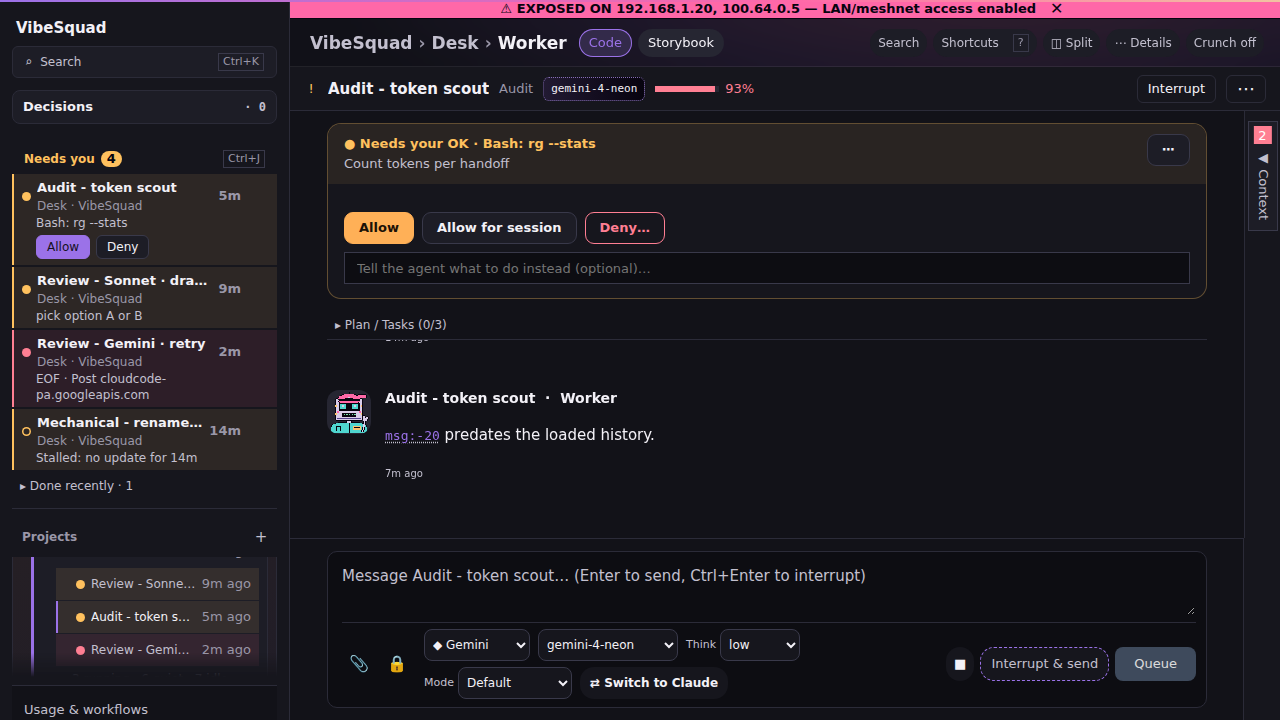 ⚠ EXPOSED ON 192.168.1.20, 100.64.0.5 — LAN/meshnet access enabled ✕
VibeSquad
⌕ Search Ctrl+K
Decisions · 0
Needs you 4 Ctrl+J
Audit - token scout 5m
Desk · VibeSquad
Bash: rg --stats
Allow Deny
Review - Sonnet · dra… 9m
Desk · VibeSquad
pick option A or B
Review - Gemini · retry 2m
Desk · VibeSquad
EOF · Post cloudcode-
pa.googleapis.com
Mechanical - rename… 14m
Desk · VibeSquad
Stalled: no update for 14m
▸ Done recently · 1
Projects +
Review - Sonne… 9m ago
Audit - token s… 5m ago
Review - Gemi… 2m ago
Usage & workflows
VibeSquad › Desk › Worker Code Storybook
Search Shortcuts ? ◫ Split ⋯ Details Crunch off
! Audit - token scout Audit gemini-4-neon 93% Interrupt ⋯
● Needs your OK · Bash: rg --stats
Count tokens per handoff
⋯
Allow Allow for session Deny…
Tell the agent what to do instead (optional)…
▸ Plan / Tasks (0/3)
Audit - token scout · Worker
msg:-20 predates the loaded history.
7m ago
2 ◀ Context
Message Audit - token scout… (Enter to send, Ctrl+Enter to interrupt)
◆ Gemini gemini-4-neon Think low
Mode Default ⇄ Switch to Claude
■ Interrupt & send Queue